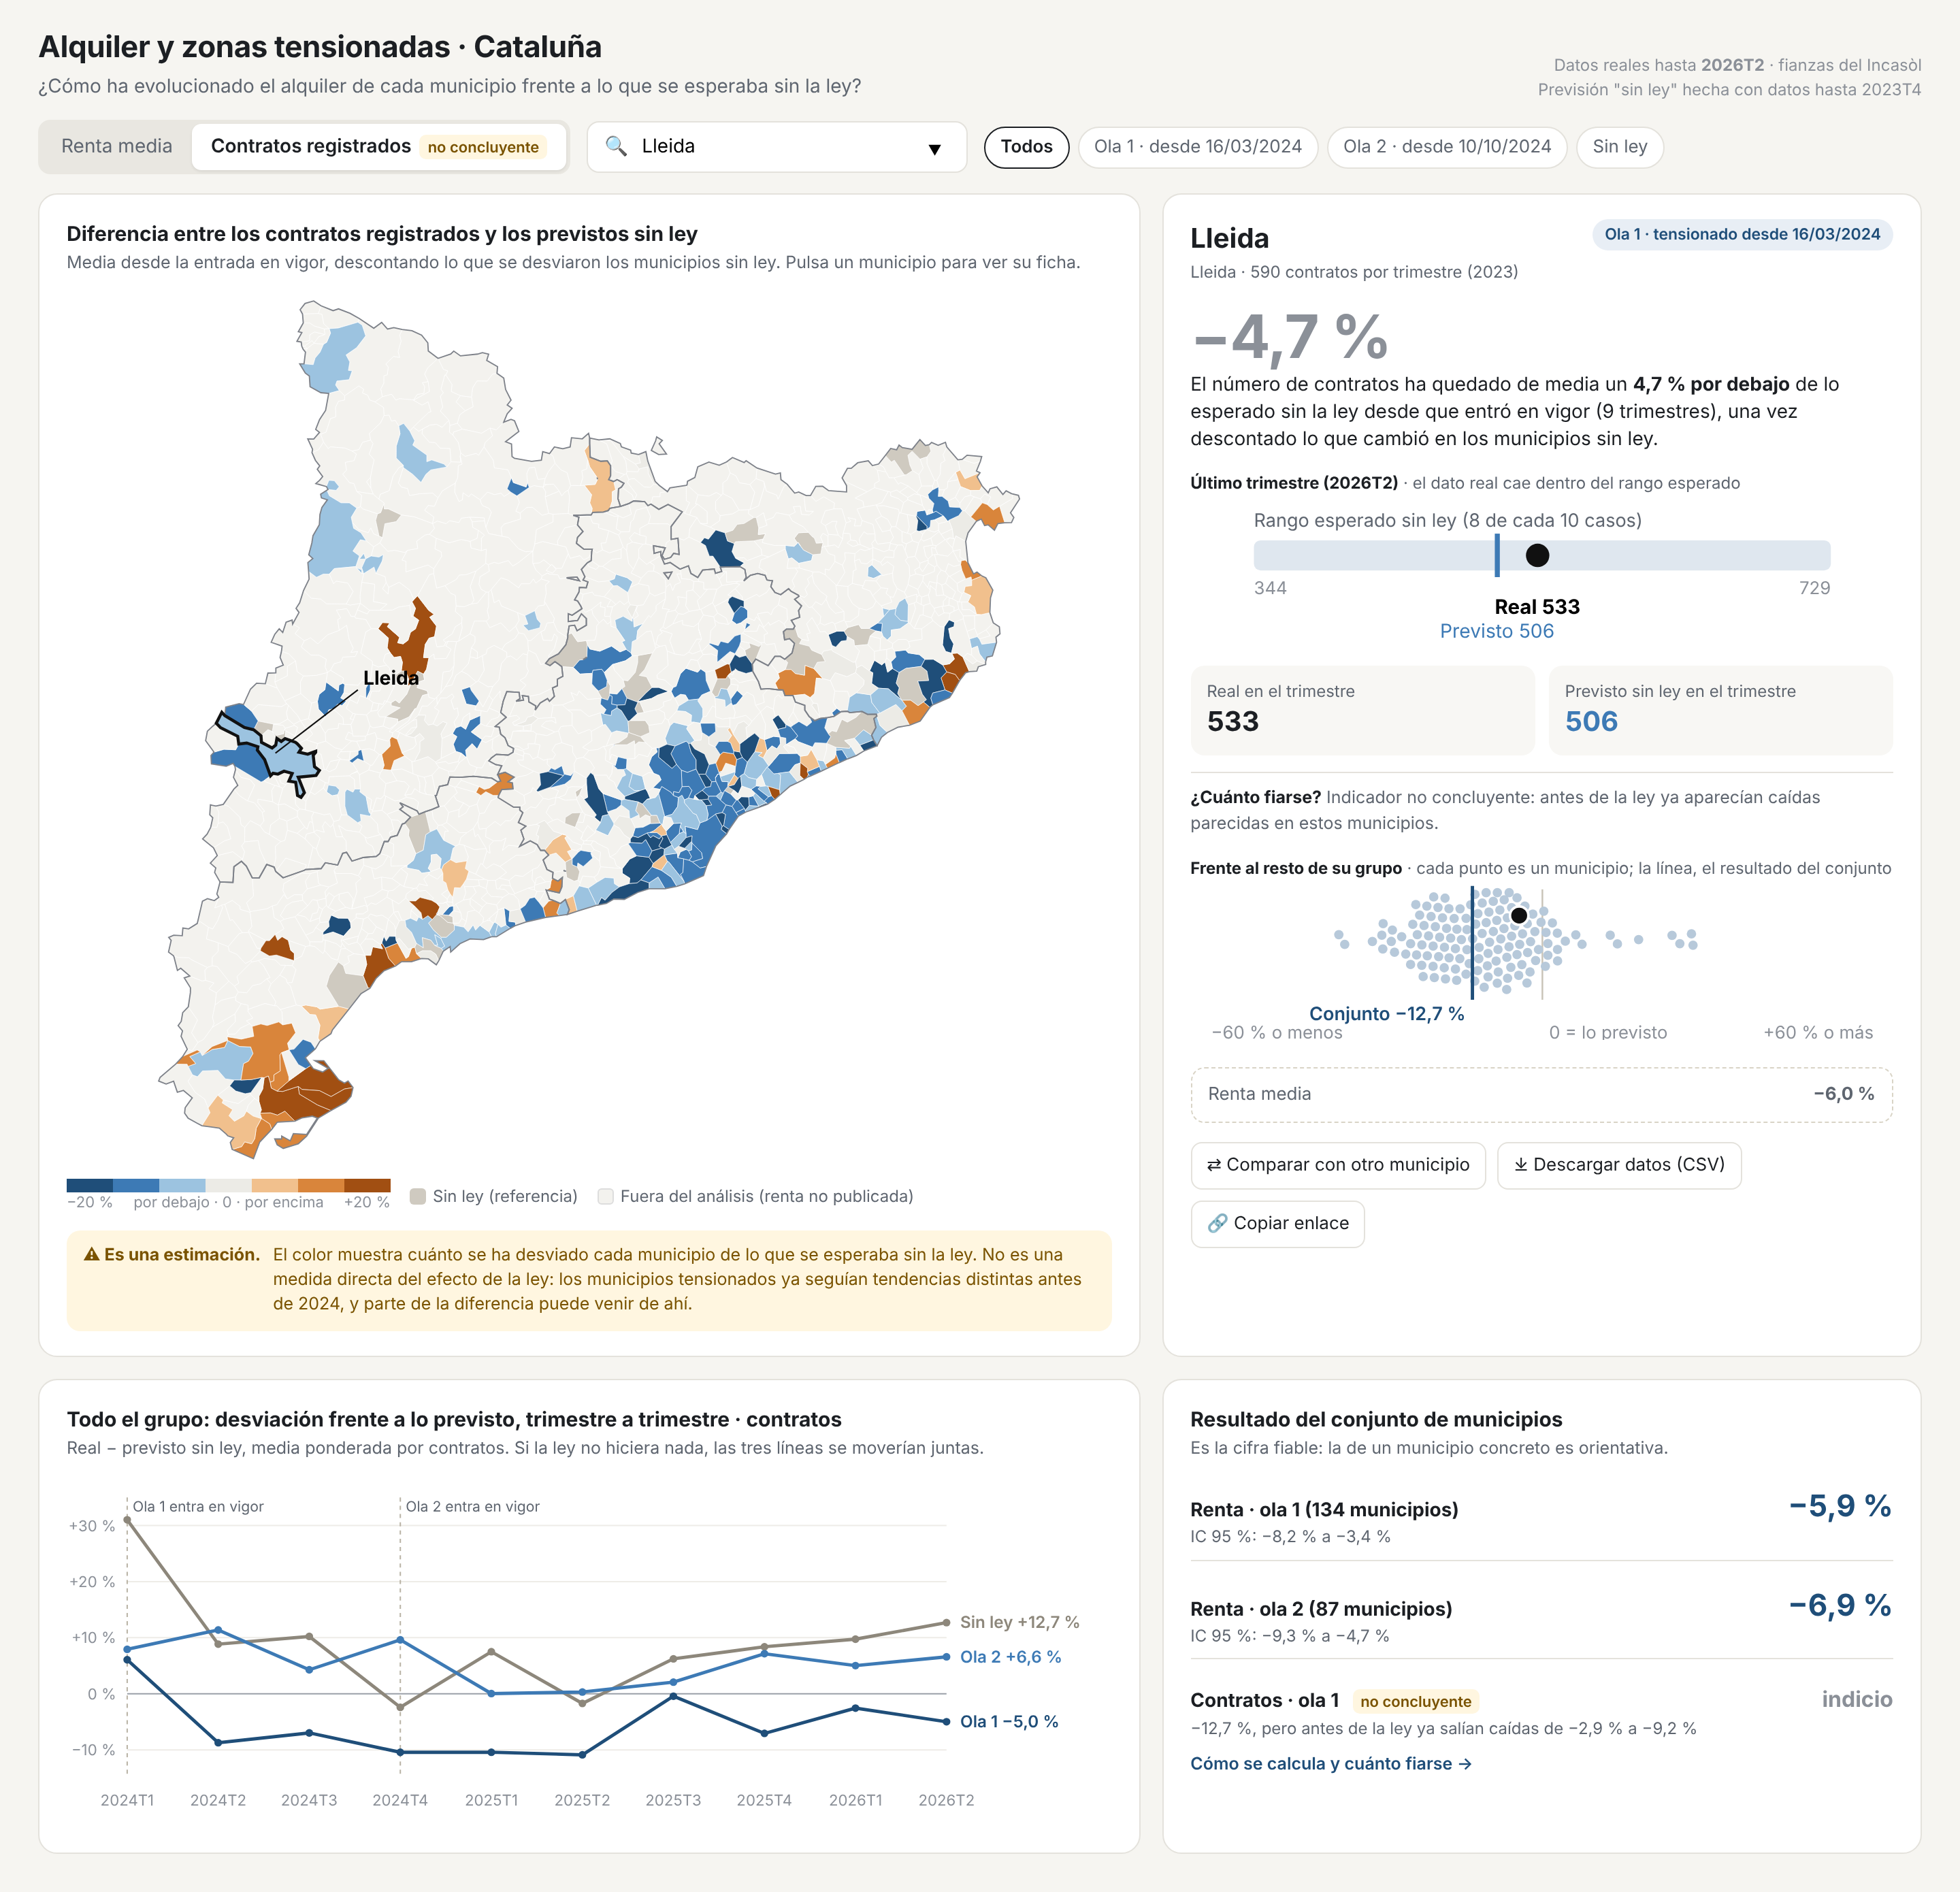 Alquiler y zonas tensionadas · Cataluña
¿Cómo ha evolucionado el alquiler de cada municipio frente a lo que se esperaba sin la ley?
Datos reales hasta 2026T2 · fianzas del Incasòl
Previsión "sin ley" hecha con datos hasta 2023T4
Renta media
Contratos registrados no concluyente
Lleida
Todos
Ola 1 · desde 16/03/2024
Ola 2 · desde 10/10/2024
Sin ley
Diferencia entre los contratos registrados y los previstos sin ley
Media desde la entrada en vigor, descontando lo que se desviaron los municipios sin ley. Pulsa un municipio para ver su ficha.
Lleida
−20 % por debajo · 0 · por encima +20 %
Sin ley (referencia)
Fuera del análisis (renta no publicada)
⚠ Es una estimación. El color muestra cuánto se ha desviado cada municipio de lo que se esperaba sin la ley. No es una
medida directa del efecto de la ley: los municipios tensionados ya seguían tendencias distintas antes
de 2024, y parte de la diferencia puede venir de ahí.
Lleida
Ola 1 · tensionado desde 16/03/2024
Lleida · 590 contratos por trimestre (2023)
−4,7 %
El número de contratos ha quedado de media un 4,7 % por debajo de lo
esperado sin la ley desde que entró en vigor (9 trimestres), una vez
descontado lo que cambió en los municipios sin ley.
Último trimestre (2026T2) · el dato real cae dentro del rango esperado
Rango esperado sin ley (8 de cada 10 casos)
344
729
Real 533
Previsto 506
Real en el trimestre
533
Previsto sin ley en el trimestre
506
¿Cuánto fiarse? Indicador no concluyente: antes de la ley ya aparecían caídas
parecidas en estos municipios.
Frente al resto de su grupo · cada punto es un municipio; la línea, el resultado del conjunto
Conjunto −12,7 %
−60 % o menos
0 = lo previsto
+60 % o más
Renta media
−6,0 %
⇄ Comparar con otro municipio
Descargar datos (CSV)
Copiar enlace
Todo el grupo: desviación frente a lo previsto, trimestre a trimestre · contratos
Real − previsto sin ley, media ponderada por contratos. Si la ley no hiciera nada, las tres líneas se moverían juntas.
Ola 1 entra en vigor
Ola 2 entra en vigor
+30 %
+20 %
+10 %
0 %
−10 %
Sin ley +12,7 %
Ola 2 +6,6 %
Ola 1 −5,0 %
2024T1
2024T2
2024T3
2024T4
2025T1
2025T2
2025T3
2025T4
2026T1
2026T2
Resultado del conjunto de municipios
Es la cifra fiable: la de un municipio concreto es orientativa.
Renta · ola 1 (134 municipios)
−5,9 %
IC 95 %: −8,2 % a −3,4 %
Renta · ola 2 (87 municipios)
−6,9 %
IC 95 %: −9,3 % a −4,7 %
Contratos · ola 1 no concluyente
indicio
−12,7 %, pero antes de la ley ya salían caídas de −2,9 % a −9,2 %
Cómo se calcula y cuánto fiarse →